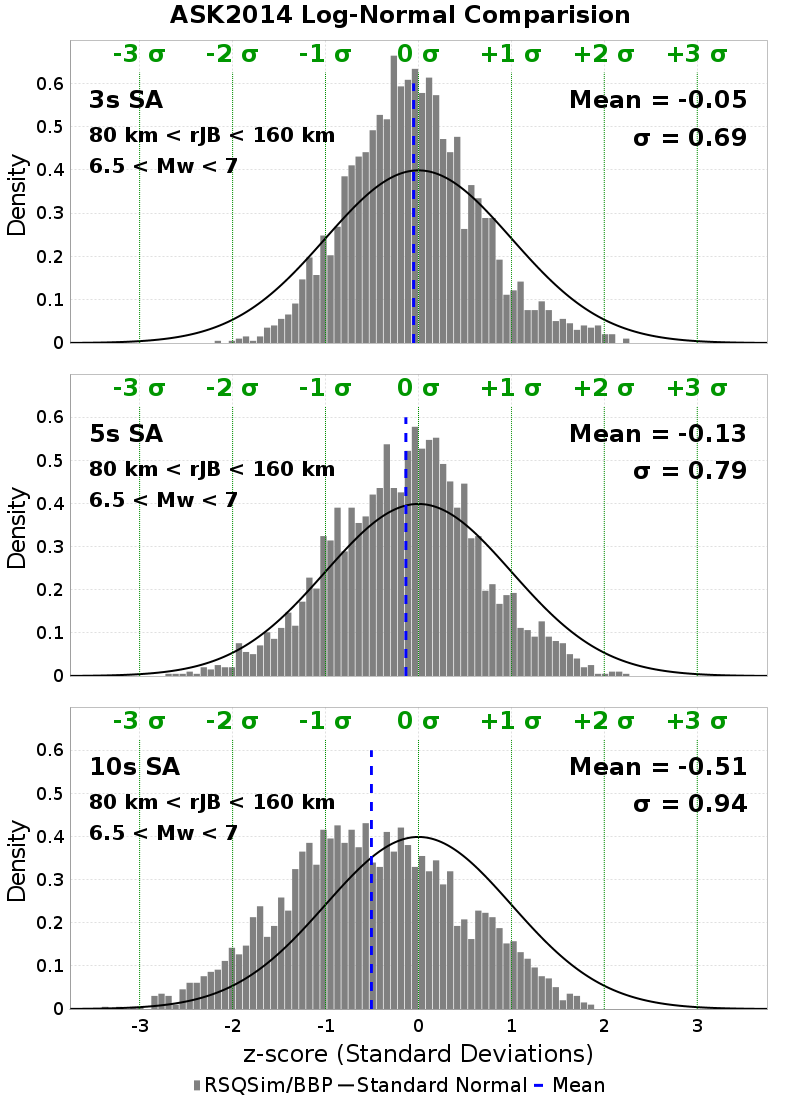 ASK2014 Log-Normal Comparision
-3 σ -2 σ -1 σ 0 σ +1 σ +2 σ +3 σ
3s SA Mean = -0.05
80 km < rJB < 160 km σ = 0.69
6.5 < Mw < 7
0.6
0.5
0.4
0.3
0.2
0.1
0
Density
-3 σ -2 σ -1 σ 0 σ +1 σ +2 σ +3 σ
5s SA Mean = -0.13
80 km < rJB < 160 km σ = 0.79
6.5 < Mw < 7
0.6
0.5
0.4
0.3
0.2
0.1
0
Density
-3 σ -2 σ -1 σ 0 σ +1 σ +2 σ +3 σ
10s SA Mean = -0.51
80 km < rJB < 160 km σ = 0.94
6.5 < Mw < 7
0.6
0.5
0.4
0.3
0.2
0.1
0
Density
-3 -2 -1 0 1 2 3
z-score (Standard Deviations)
RSQSim/BBP Standard Normal Mean